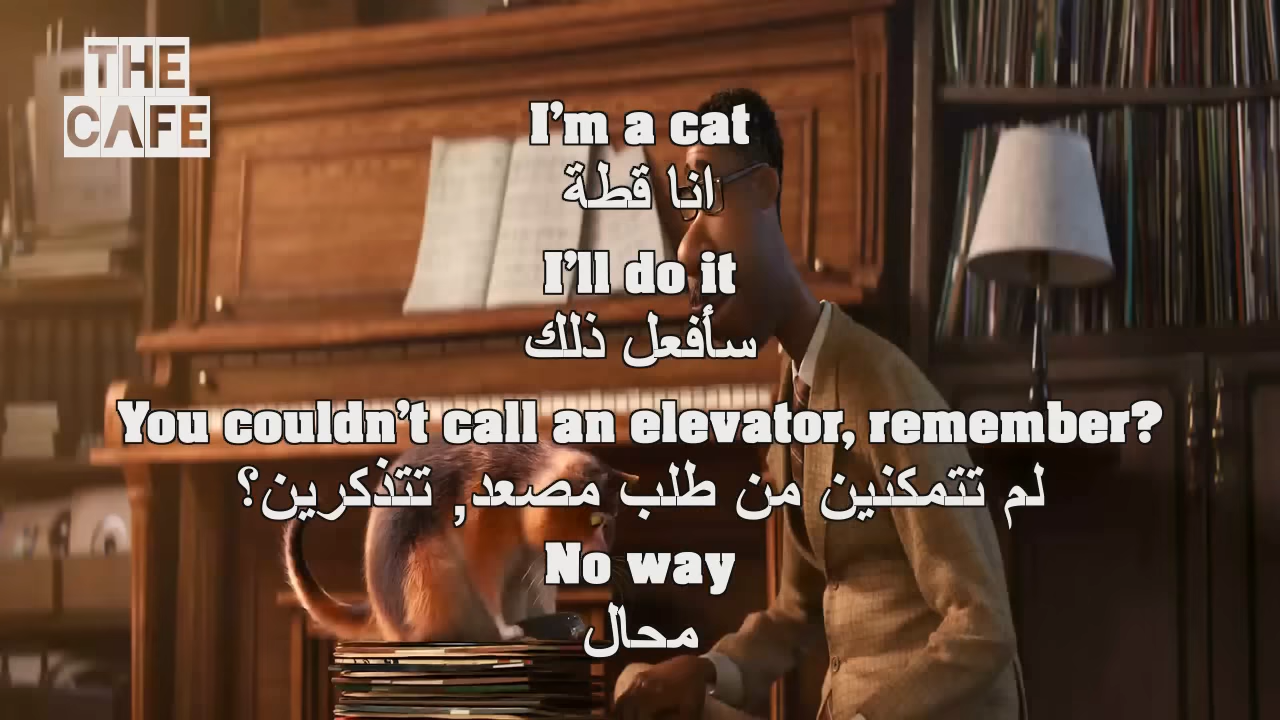 THE
CAFE
I'm a cat
انا قطة
I'll do it
سأفعل ذلك
You couldn't call an elevator, remember?
لم تتمكنين من طلب مصعد, تتذكرين؟
No way
محال